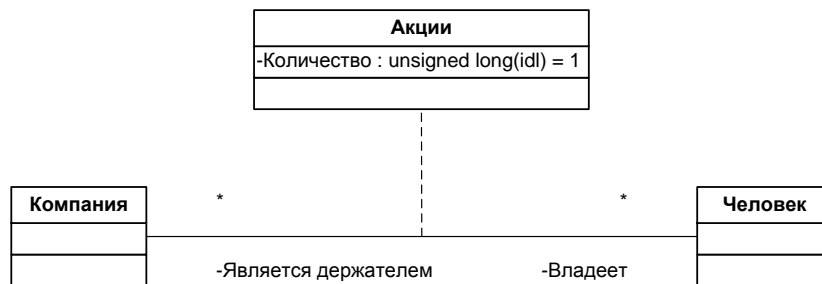 Акции
-Количество : unsigned long(idl) = 1
Компания
*
*
Человек
-Является держателем
-Владеет